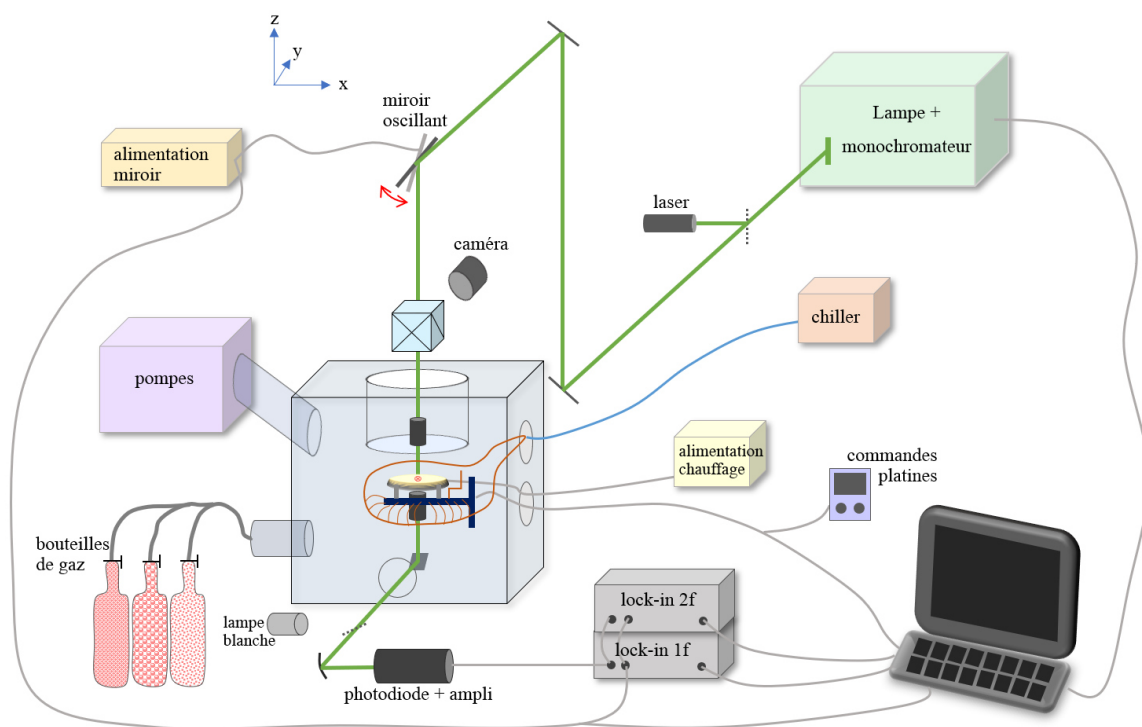 z
y
x
miroir
oscillant
Lampe +
monochromateur
alimentation
miroir
laser
caméra
chiller
pompes
alimentation
chauffage
commandes
platines
bouteilles
de gaz
lampe
blanche
lock-in 2f
lock-in 1f
photodiode + ampli